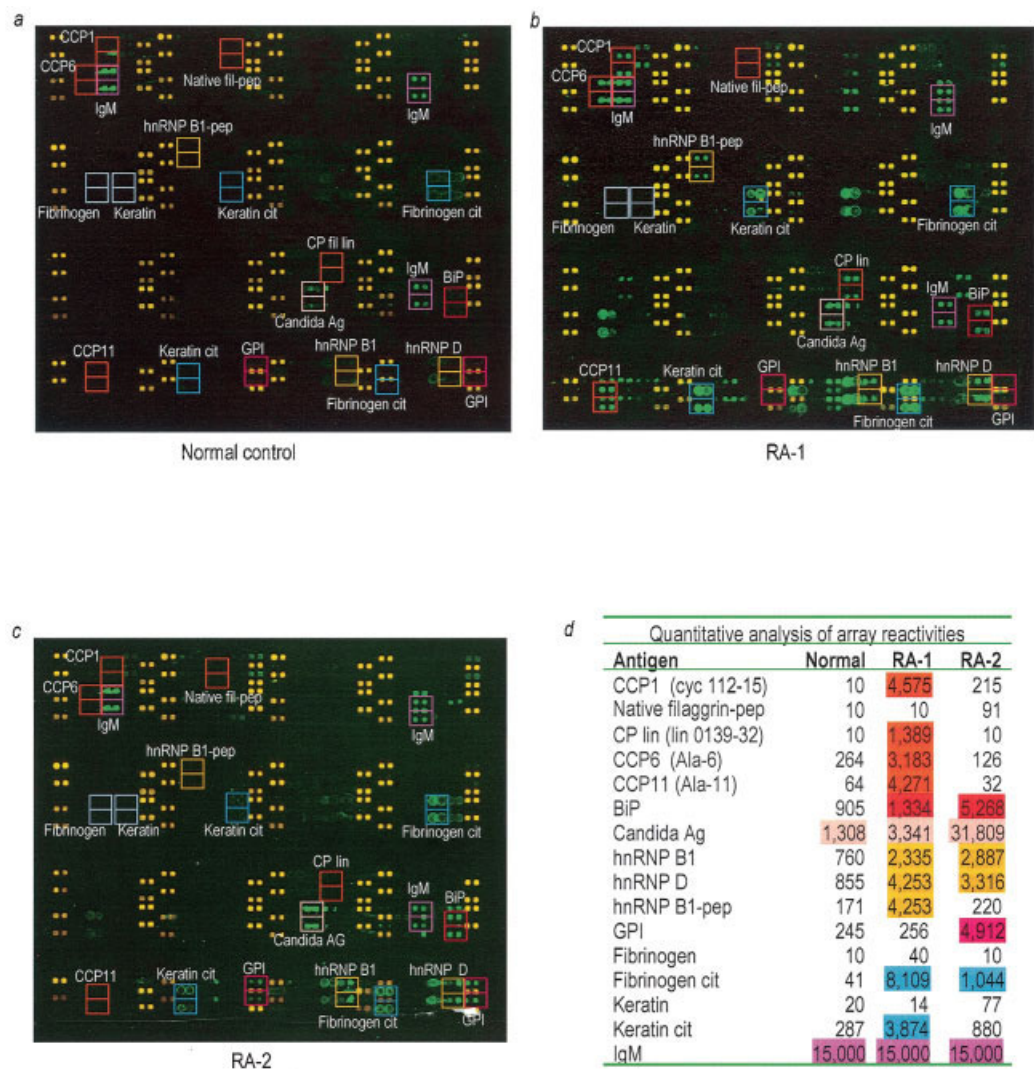 a
CCP1
CCP6
IgM
Native fil-pep
IgM
hnRNP B1-pep
Fibrinogen
Keratin
Keratin cit
Fibrinogen cit
CP fil lin
IgM
BiP
Candida Ag
CCP11
Keratin cit
GPI
hnRNP B1
hnRNP D
Fibrinogen cit
GPI
Normal control
b
CCP1
CCP6
IgM
Native fil-pep
IgM
hnRNP B1-pep
Fibrinogen
Keratin
Keratin cit
Fibrinogen cit
CP lin
IgM
BiP
Candida Ag
CCP11
Keratin cit
GPI
hnRNP B1
hnRNP D
Fibrinogen cit
GPI
RA-1
c
CCP1
CCP6
IgM
Native fil-pep
IgM
hnRNP B1-pep
Fibrinogen
Keratin
Keratin cit
Fibrinogen cit
CP lin
IgM
BiP
Candida AG
CCP11
Keratin cit
GPI
hnRNP B1
hnRNP D
Fibrinogen cit
GPI
RA-2
d
Quantitative analysis of array reactivities
Antigen Normal RA-1 RA-2
CCP1 (cyc 112-15) 10 4,575 215
Native filaggrin-pep 10 10 91
CP lin (lin 0139-32) 10 1,389 10
CCP6 (Ala-6) 264 3,183 126
CCP11 (Ala-11) 64 4,271 32
BiP 905 1,334 5,268
Candida Ag 1,308 3,341 31,809
hnRNP B1 760 2,335 2,887
hnRNP D 855 4,253 3,316
hnRNP B1-pep 171 4,253 220
GPI 245 256 4,912
Fibrinogen 10 40 10
Fibrinogen cit 41 8,109 1,044
Keratin 20 14 77
Keratin cit 287 3,874 880
IgM 15,000 15,000 15,000